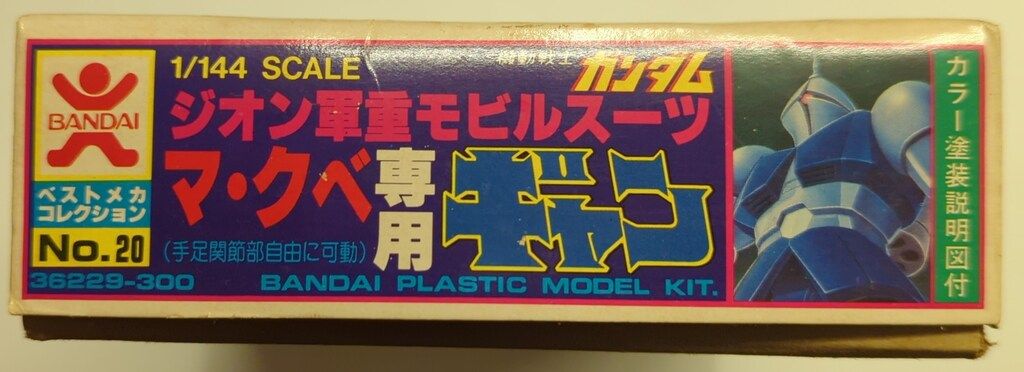 BANDAI
ベストメカ
コレクション
No.20
36229-300
1/144 SCALE
機動戦士
ガンダム
ジオン軍重モビルスーツ
マ・クベ専用
ギャン
(手足関節部自由に可動)
BANDAI PLASTIC MODEL KIT.
カラー塗装説明図付